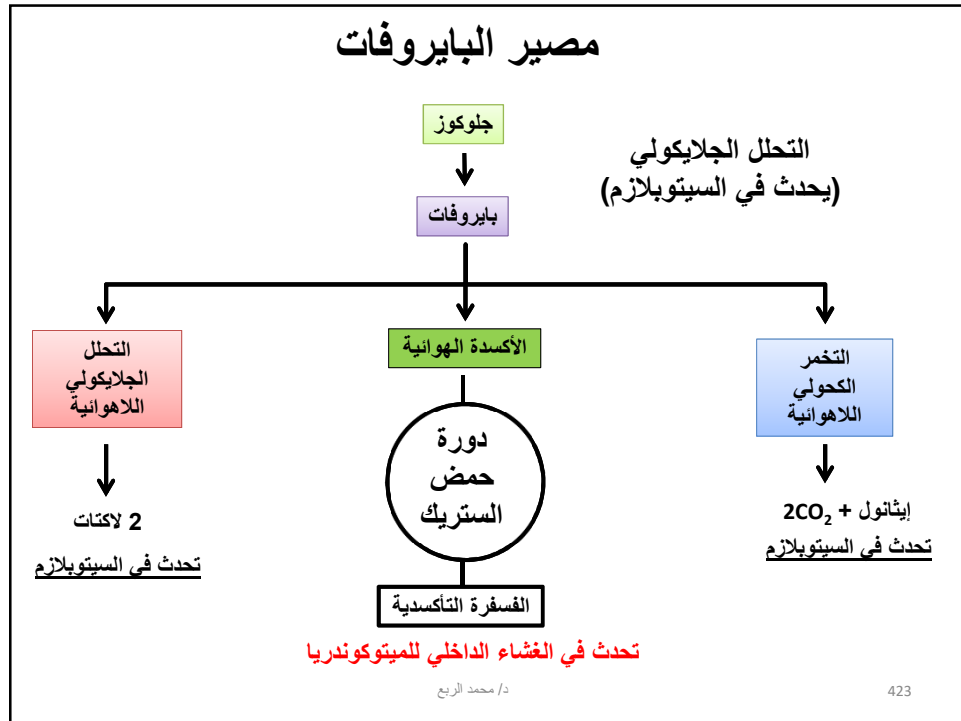 مصير البايروفات
جلوكوز
التحلل الجلايكولي
(يحدث في السيتوبلازم)
بايروفات
التخمر
الكحولي
اللاهوائية
إيثانول + 2CO₂
تحدث في السيتوبلازم
الأكسدة الهوائية
دورة
حمض
الستريك
الفسفرة التأكسدية
تحدث في الغشاء الداخلي للميتوكوندريا
التحلل
الجلايكولي
اللاهوائية
2 لاكتات
تحدث في السيتوبلازم
د/ محمد الربع
423